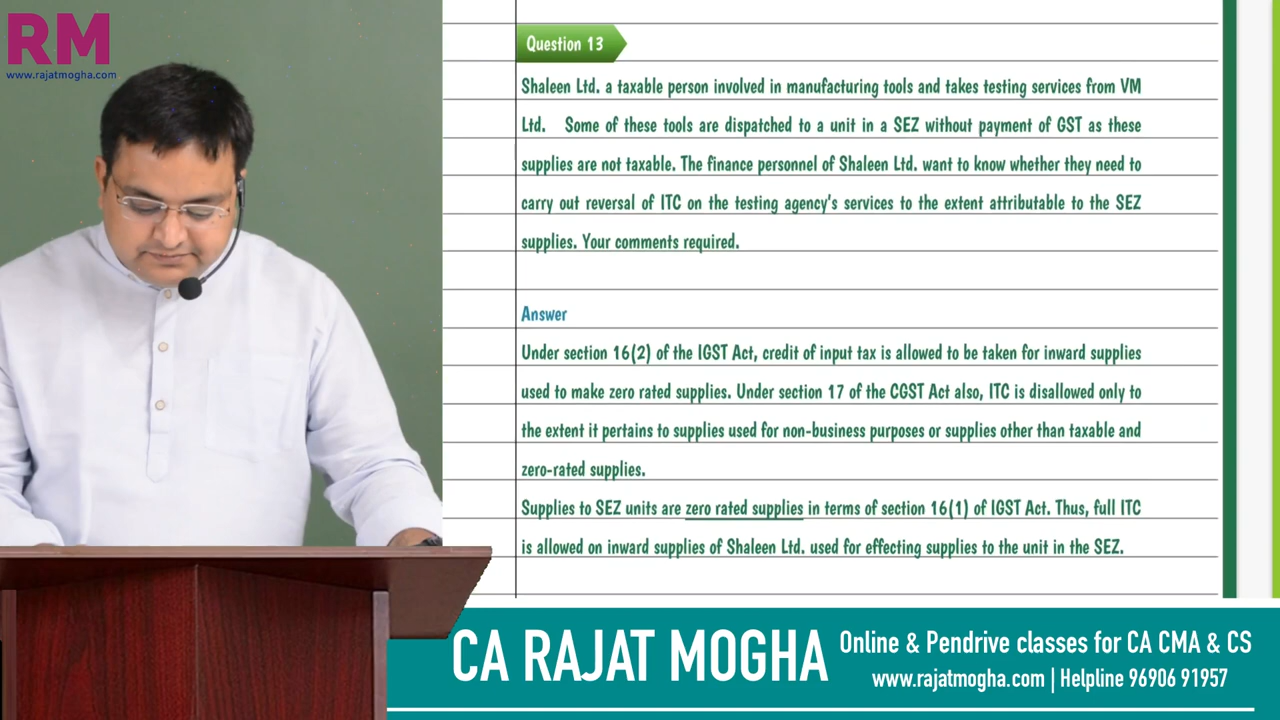 RM
www.rajatmogha.com
Question 13
Shaleen Ltd. a taxable person involved in manufacturing tools and takes testing services from VM
Ltd. Some of these tools are dispatched to a unit in a SEZ without payment of GST as these
supplies are not taxable. The finance personnel of Shaleen Ltd. want to know whether they need to
carry out reversal of ITC on the testing agency's services to the extent attributable to the SEZ
supplies. Your comments required.
Answer
Under section 16(2) of the IGST Act, credit of input tax is allowed to be taken for inward supplies
used to make zero rated supplies. Under section 17 of the CGST Act also, ITC is disallowed only to
the extent it pertains to supplies used for non-business purposes or supplies other than taxable and
zero-rated supplies.
Supplies to SEZ units are zero rated supplies in terms of section 16(1) of IGST Act. Thus, full ITC
is allowed on inward supplies of Shaleen Ltd. used for effecting supplies to the unit in the SEZ.
CA RAJAT MOGHA
Online & Pendrive classes for CA CMA & CS
www.rajatmogha.com | Helpline 96906 91957